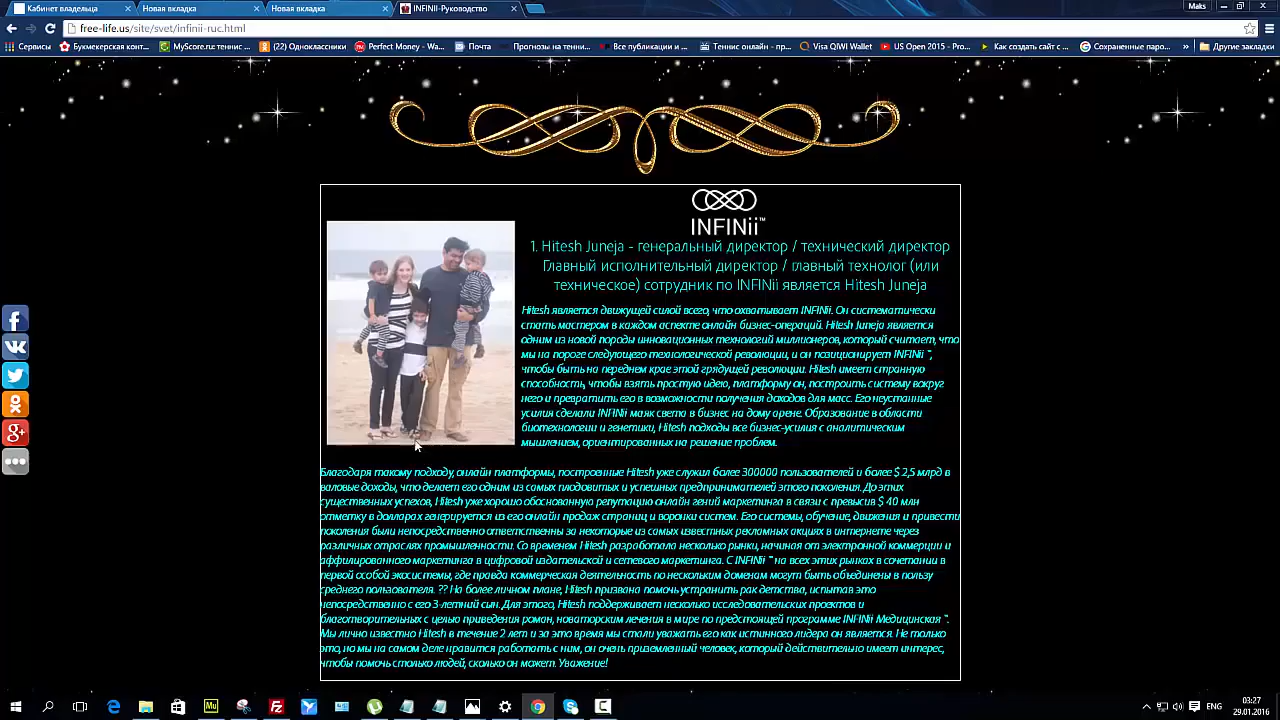 Кабинет владельца
Новая вкладка
Новая вкладка
INFINII-Руководство
Maks
free-life.us/site/svet/infinii-ruc.html
Сервисы
Букмекерская конт...
MyScore.ru: теннис ...
(22) Одноклассники
Perfect Money - Wa...
Почта
Прогнозы на тенни...
Все публикации и ...
Теннис онлайн - пр...
Visa QIWI Wallet
US Open 2015 - Pro...
Как создать сайт с ...
Сохраненные паро...
Другие закладки
INFINii™
1. Hitesh Juneja - генеральный директор / технический директор
Главный исполнительный директор / главный технолог (или
техническое) сотрудник по INFINii является Hitesh Juneja
Hitesh является движущей силой всего, что охватывает INFINii. Он систематически
стать мастером в каждом аспекте онлайн бизнес-операций. Hitesh Juneja является
одним из новой породы инновационных технологий миллионеров, который считает, что
мы на пороге следующего технологической революции, и он позиционирует INFINii ™,
чтобы быть на переднем крае этой грядущей революции. Hitesh имеет странную
способность, чтобы взять простую идею, платформу он, построить систему вокруг
него и превратить его в возможности получения доходов для масс. Его неустанные
усилия сделали INFINii маяк света в бизнес на дому арене. Образование в области
биотехнологии и генетики, Hitesh подходы все бизнес-усилия с аналитическим
мышлением, ориентированных на решение проблем.
Благодаря такому подходу, онлайн платформы, построенные Hitesh уже служил более 300000 пользователей и более $ 2,5 млрд в
валовые доходы, что делает его одним из самых плодовитых и успешных предпринимателей этого поколения. До этих
существенных успехов, Hitesh уже хорошо обоснованную репутацию онлайн гений маркетинга в связи с превысив $ 40 млн
отметку в долларах генерируется из его онлайн продаж страниц и воронки систем. Его системы, обучение, движения и привести
поколения были непосредственно ответственны за некоторые из самых известных рекламных акциях в интернете через
различных отраслях промышленности. Со временем Hitesh разработала несколько рынки, начиная от электронной коммерции и
аффилированного маркетинга в цифровой издательской и сетевого маркетинга. С INFINii ™ на всех этих рынках в сочетании в
первой особой экосистемы, где правда коммерческая деятельность по нескольким доменам могут быть объединены в пользу
среднего пользователя. ?? На более личном плане, Hitesh призвана помочь устранить рак детства, испытав это
непосредственно с его 3-летний сын. Для этого, Hitesh поддерживает несколько исследовательских проектов и
благотворительных с целью приведения роман, новаторским лечения в мире по предстоящей программе INFINii Медицинская ™.
Мы лично известно Hitesh в течение 2 лет и за это время мы стали уважать его как истинного лидера он является. Не только
это, но мы на самом деле нравится работать с ним, он очень приземленный человек, который действительно имеет интерес,
чтобы помочь столько людей, сколько он может. Уважение!
ENG
03:27
29.01.2016